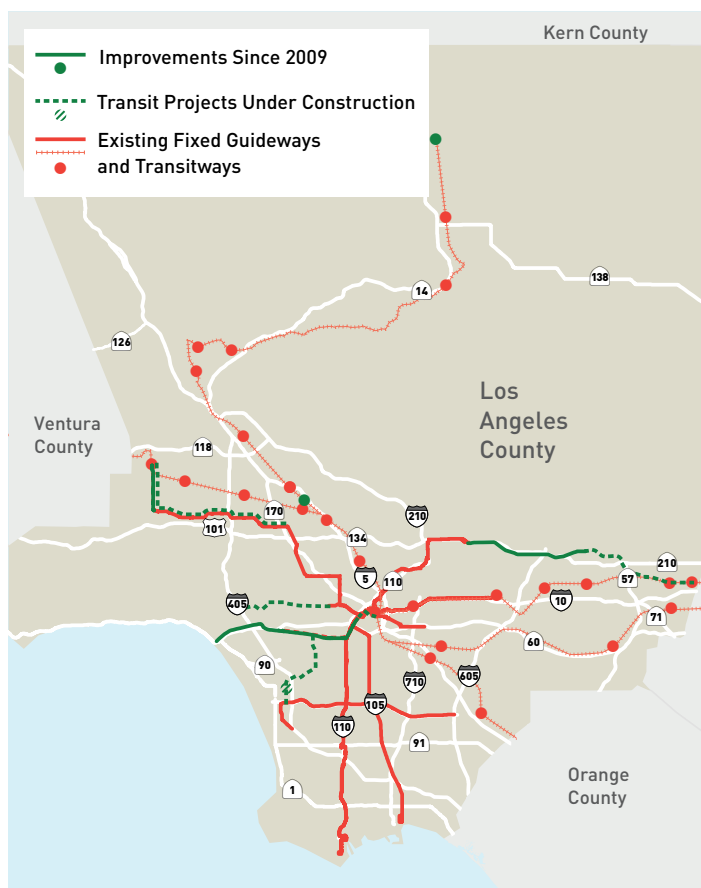 Kern County
Improvements Since 2009
Transit Projects Under Construction
Existing Fixed Guideways
and Transitways
138
14
126
Los
Angeles
County
Ventura
County
118
170
210
101
134
210
5
110
57
405
10
71
60
90
710
605
105
110
91
1
Orange
County